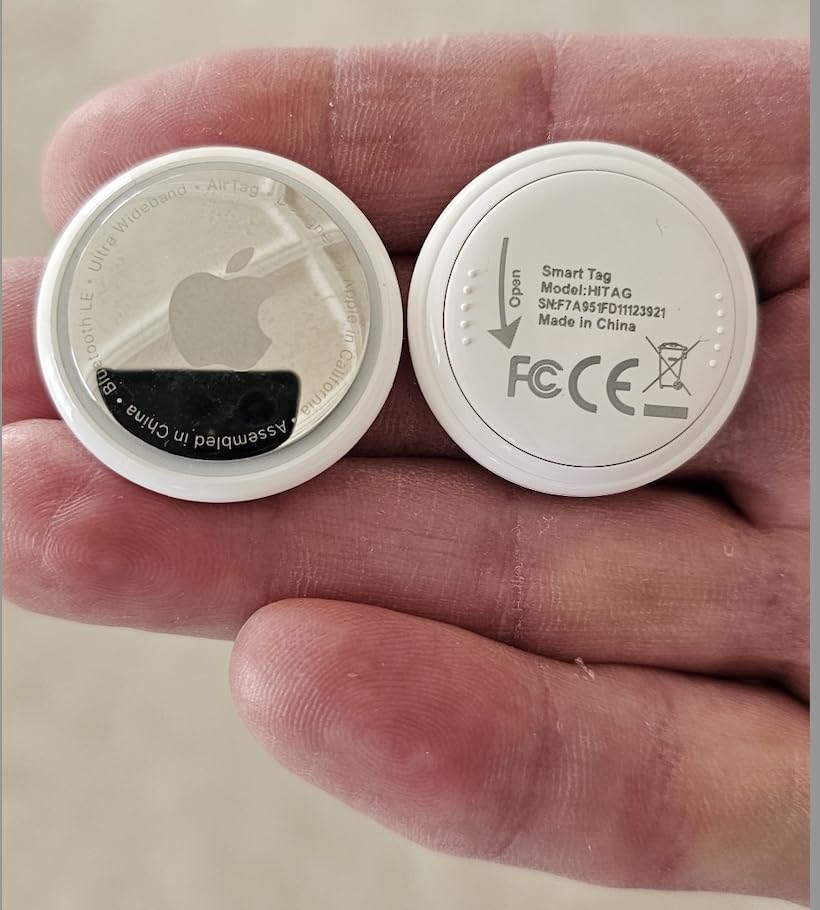 Bluetooth LE • Ultra Wideband • AirTag •
Apple in California
Assembled in China •
Open
Smart Tag
Model:HITAG
SN:F7A951FD11123921
Made in China
FC CE